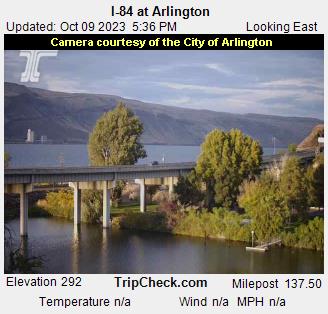 I-84 at Arlington
Updated: Oct 09 2023 5:36 PM Looking East
Camera courtesy of the City of Arlington
Elevation 292 TripCheck.com Milepost 137.50
Temperature n/a Wind n/a MPH n/a